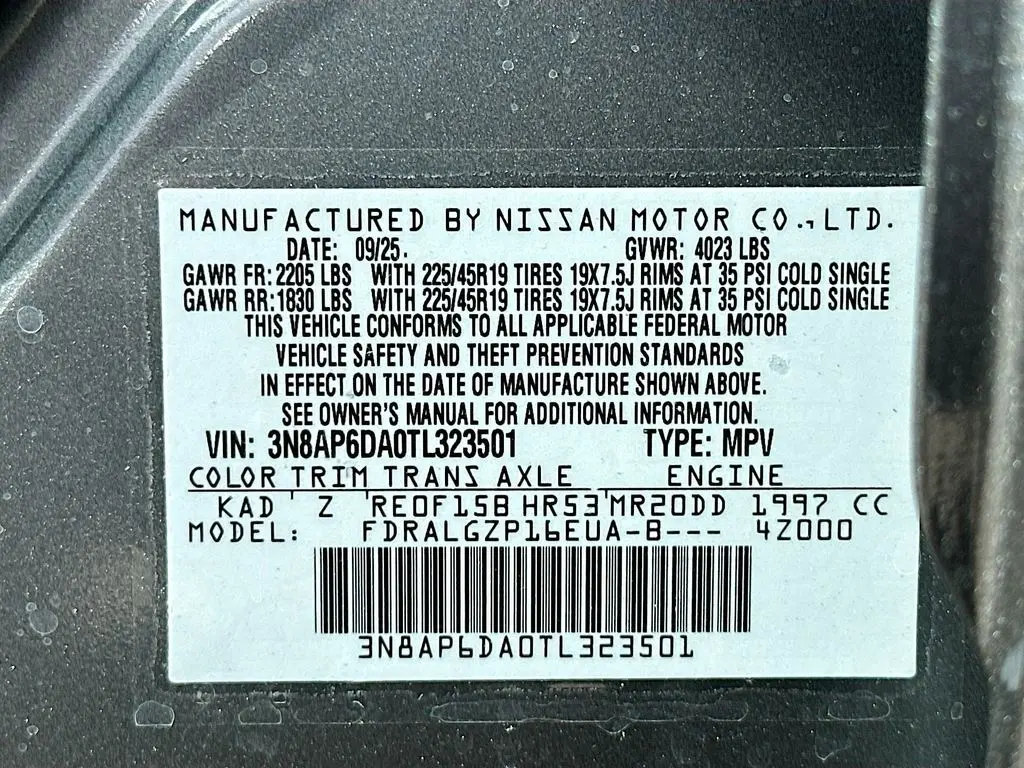 MANUFACTURED BY NISSAN MOTOR CO., LTD.
DATE: 09/25. GVWR: 4023 LBS
GAWR FR: 2205 LBS WITH 225/45R19 TIRES 19X7.5J RIMS AT 35 PSI COLD SINGLE
GAWR RR: 1830 LBS WITH 225/45R19 TIRES 19X7.5J RIMS AT 35 PSI COLD SINGLE
THIS VEHICLE CONFORMS TO ALL APPLICABLE FEDERAL MOTOR
VEHICLE SAFETY AND THEFT PREVENTION STANDARDS
IN EFFECT ON THE DATE OF MANUFACTURE SHOWN ABOVE.
SEE OWNER'S MANUAL FOR ADDITIONAL INFORMATION.
VIN: 3N8AP6DA0TL323501 TYPE: MPV
COLOR TRIM TRANS AXLE ENGINE
KAD ' Z 'RE0F15B HR53'MR20DD 1997 CC
MODEL: FDRALGZP16EUA-B--- 4Z000
3N8AP6DA0TL323501